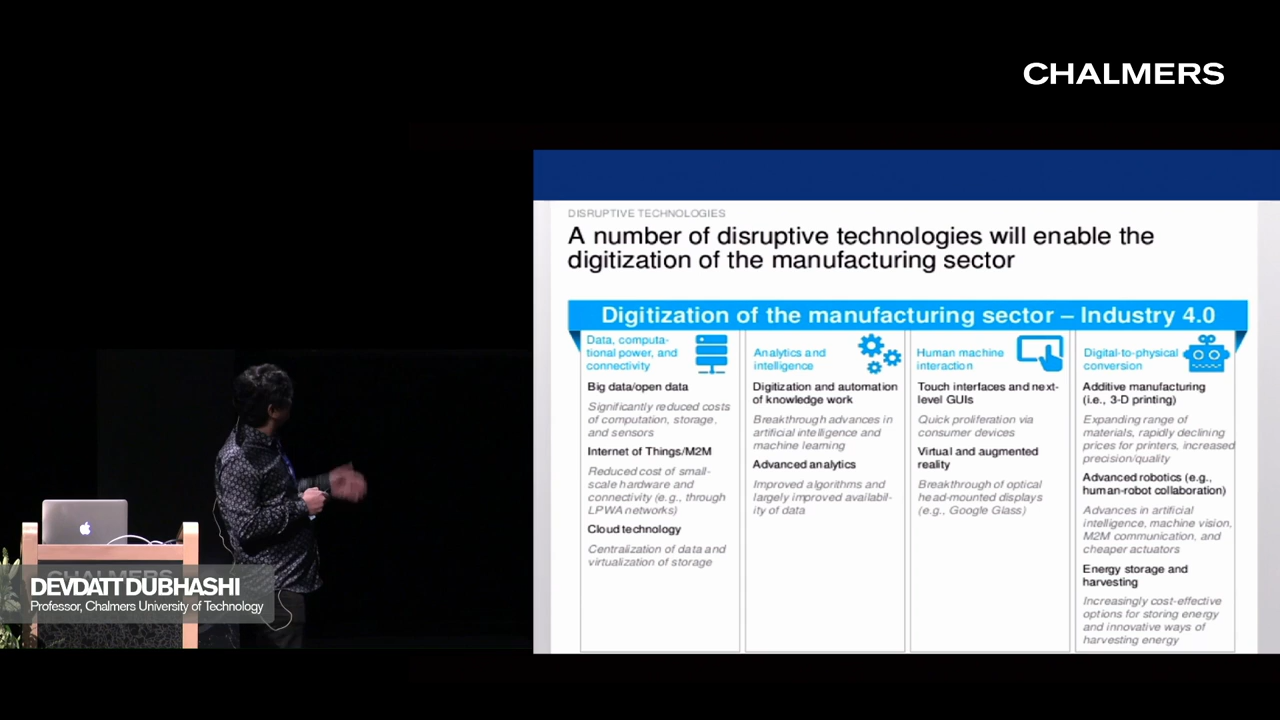 CHALMERS
DISRUPTIVE TECHNOLOGIES
A number of disruptive technologies will enable the
digitization of the manufacturing sector
Digitization of the manufacturing sector – Industry 4.0
Data, computa-
tional power, and
connectivity
Big data/open data
Significantly reduced costs
of computation, storage,
and sensors
Internet of Things/M2M
Reduced cost of small-
scale hardware and
connectivity (e.g., through
LPWA networks)
Cloud technology
Centralization of data and
virtualization of storage
Analytics and
intelligence
Digitization and automation
of knowledge work
Breakthrough advances in
artificial intelligence and
machine learning
Advanced analytics
Improved algorithms and
largely improved availabil-
ity of data
Human machine
interaction
Touch interfaces and next-
level GUIs
Quick proliferation via
consumer devices
Virtual and augmented
reality
Breakthrough of optical
head-mounted displays
(e.g., Google Glass)
Digital-to-physical
conversion
Additive manufacturing
(i.e., 3-D printing)
Expanding range of
materials, rapidly declining
prices for printers, increased
precision/quality
Advanced robotics (e.g.,
human-robot collaboration)
Advances in artificial
intelligence, machine vision,
M2M communication, and
cheaper actuators
Energy storage and
harvesting
Increasingly cost-effective
options for storing energy
and innovative ways of
harvesting energy
CHALMERS
DEVDATT DUBHASHI
Professor, Chalmers University of Technology